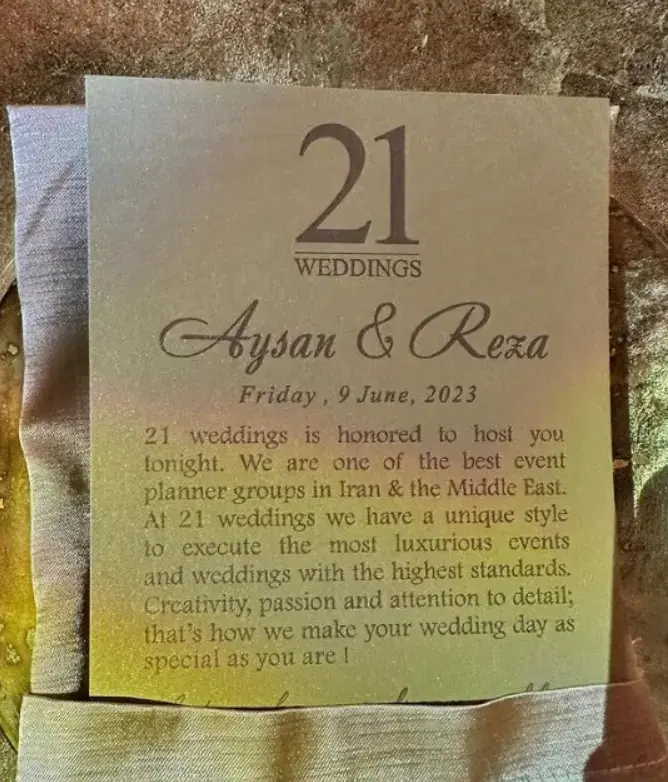 21
WEDDINGS
Aysan & Reza
Friday , 9 June, 2023
21 weddings is honored to host you
tonight. We are one of the best event
planner groups in Iran & the Middle East.
At 21 weddings we have a unique style
to execute the most luxurious events
and weddings with the highest standards.
Creativity, passion and attention to detail;
that's how we make your wedding day as
special as you are !